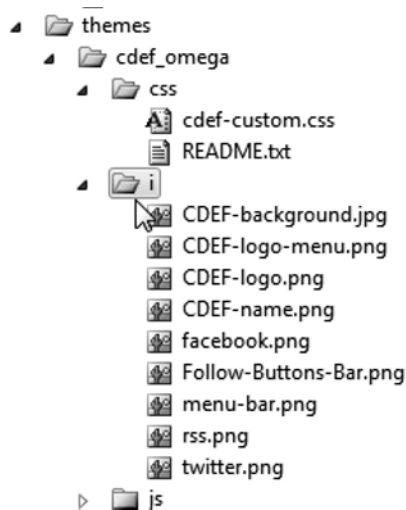 themes
cdef_omega
css
cdef-custom.css
README.txt
i
CDEF-background.jpg
CDEF-logo-menu.png
CDEF-logo.png
CDEF-name.png
facebook.png
Follow-Buttons-Bar.png
menu-bar.png
rss.png
twitter.png
js